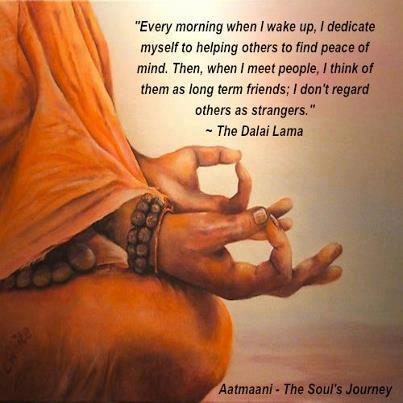 "Every morning when I wake up, I dedicate
myself to helping others to find peace of
mind. Then, when I meet people, I think of
them as long term friends; I don't regard
others as strangers."
~ The Dalai Lama
Aatmaani - The Soul's Journey